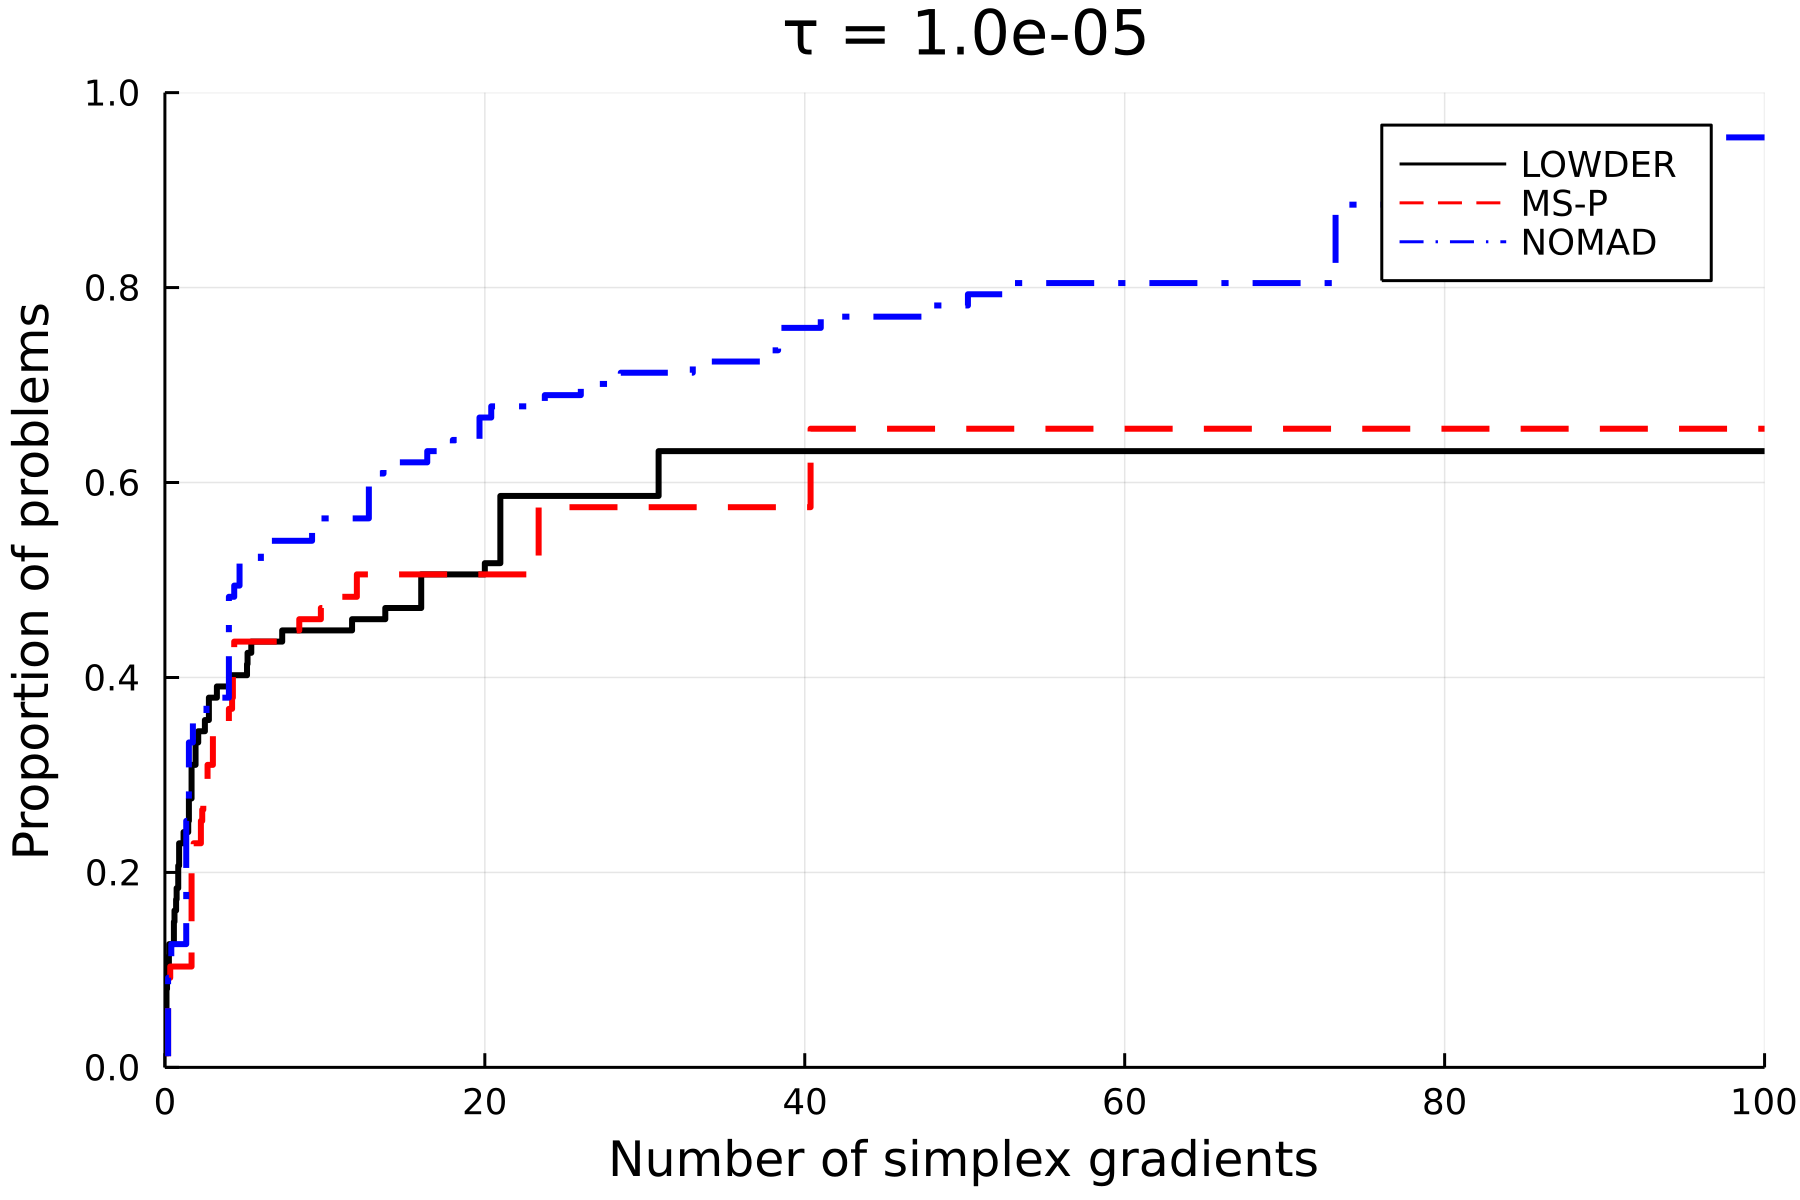 τ = 1.0e-05
1.0
0.8
0.6
0.4
0.2
0.0
Proportion of problems
LOWDER
MS-P
NOMAD
0 20 40 60 80 100
Number of simplex gradients